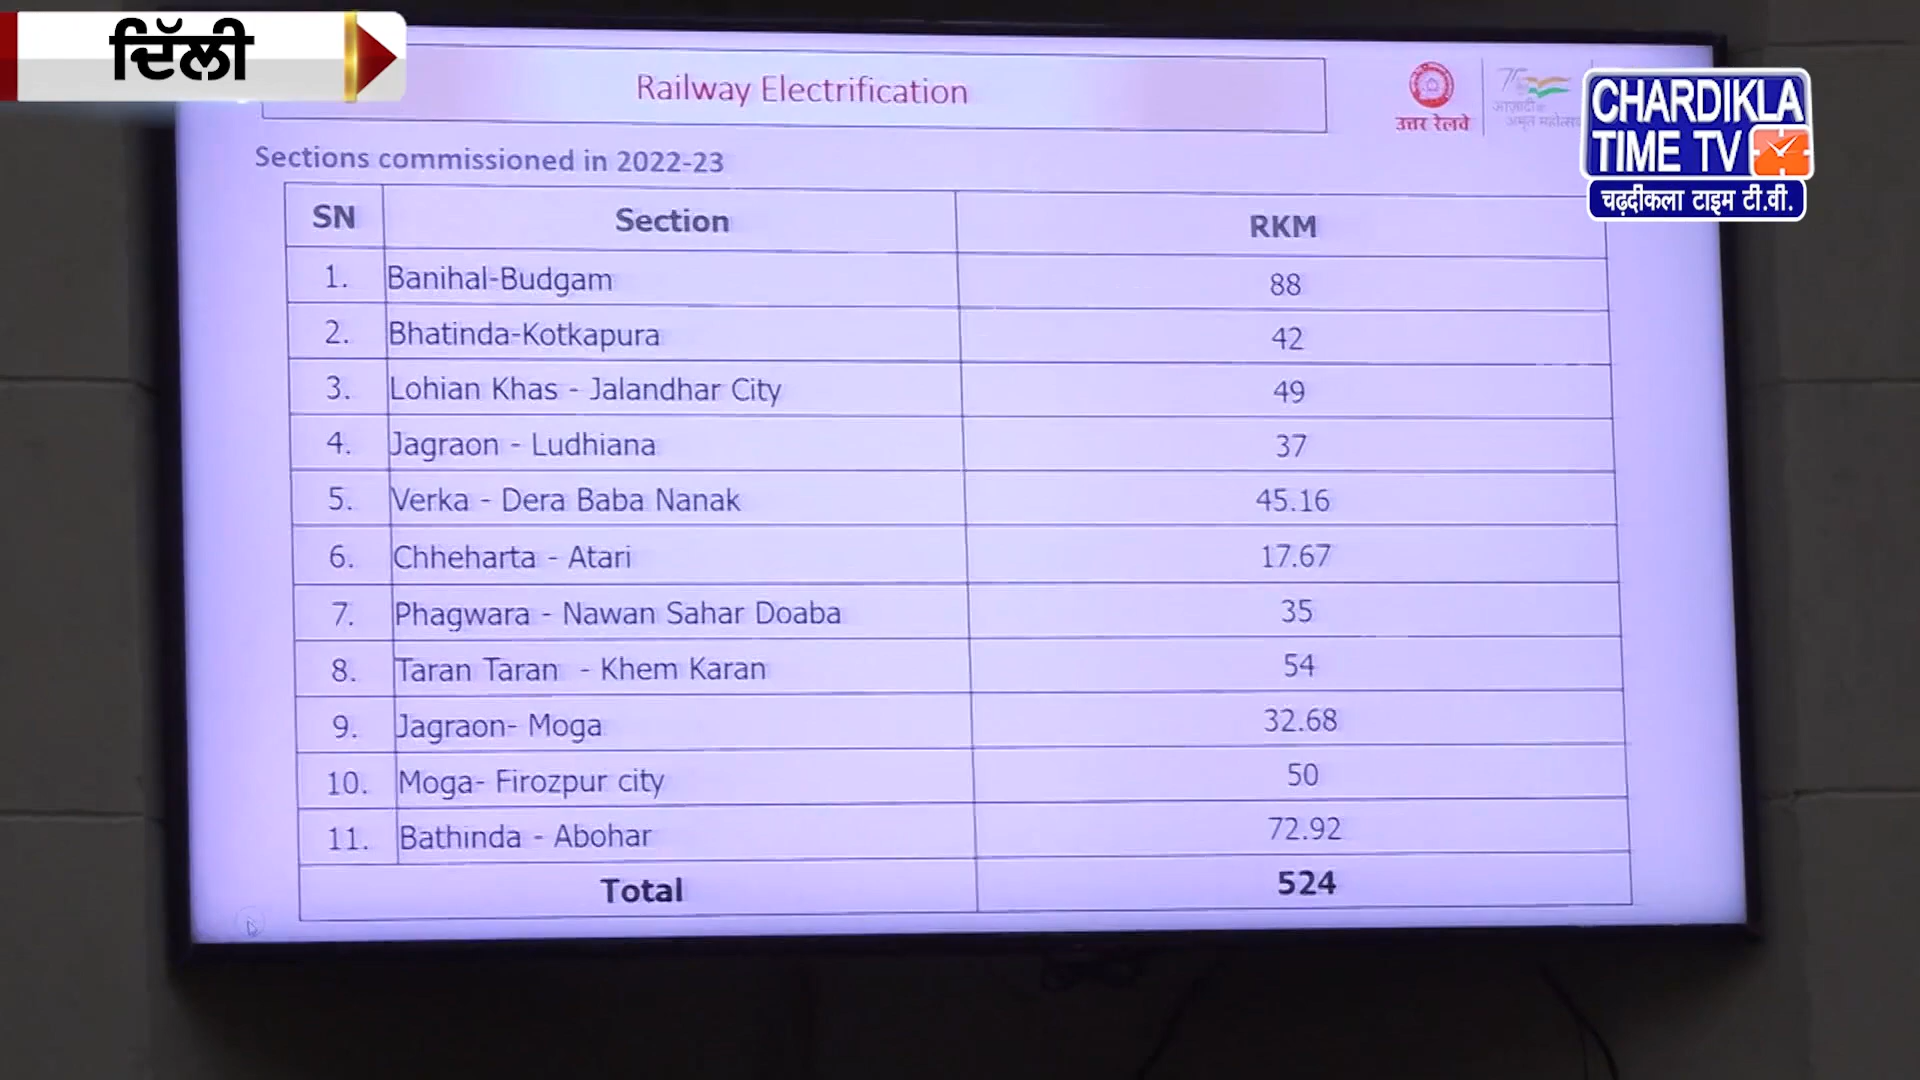 ਦਿੱਲੀ
Railway Electrification
उत्तर रेलवे
आज़ादी का
अमृत महोत्सव
CHARDIKLA
TIME TV
चढ़दीकला टाइम टी.वी.
Sections commissioned in 2022-23
SN Section RKM
1. Banihal-Budgam 88
2. Bhatinda-Kotkapura 42
3. Lohian Khas - Jalandhar City 49
4. Jagraon - Ludhiana 37
5. Verka - Dera Baba Nanak 45.16
6. Chheharta - Atari 17.67
7. Phagwara - Nawan Sahar Doaba 35
8. Taran Taran - Khem Karan 54
9. Jagraon- Moga 32.68
10. Moga- Firozpur city 50
11. Bathinda - Abohar 72.92
Total 524